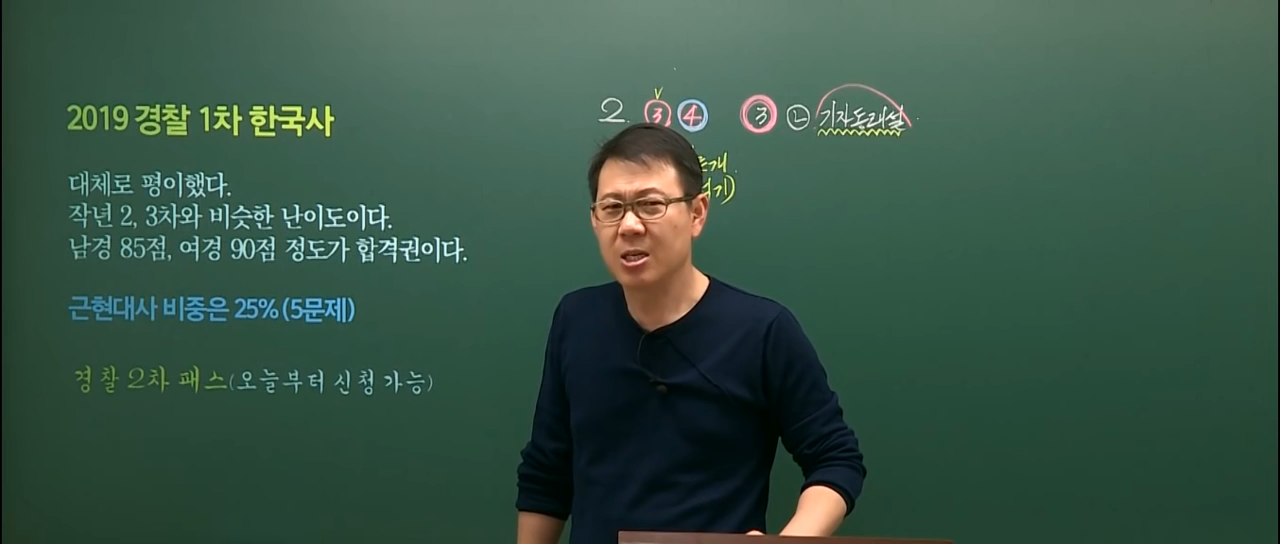 2019 경찰 1차 한국사
대체로 평이했다.
작년 2, 3차와 비슷한 난이도이다.
남경 85점, 여경 90점 정도가 합격권이다.
근현대사 비중은 25% (5문제)
경찰 2차 패스(오늘부터 신청 가능)
2. ③ ④ ③ ㉡ 기자동래설